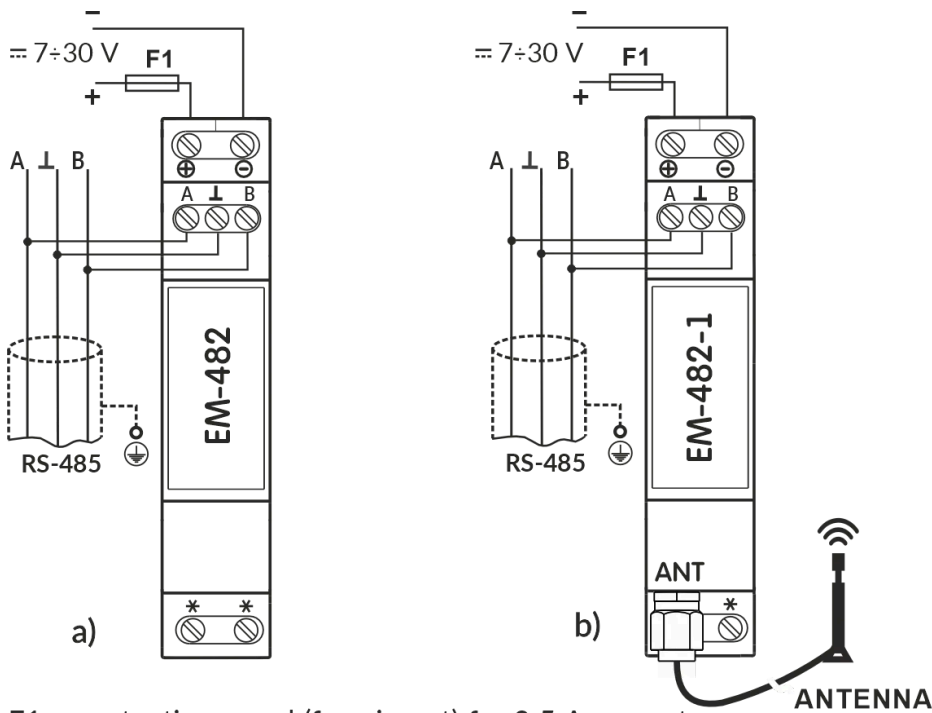 −
⎓ 7÷30 V
F1
+
A ⊥ B
⊕ ⊖
A ⊥ B
EM-482
RS-485
* *
a)
−
⎓ 7÷30 V
F1
+
A ⊥ B
⊕ ⊖
A ⊥ B
EM-482-1
RS-485
ANT
*
b)
ANTENNA